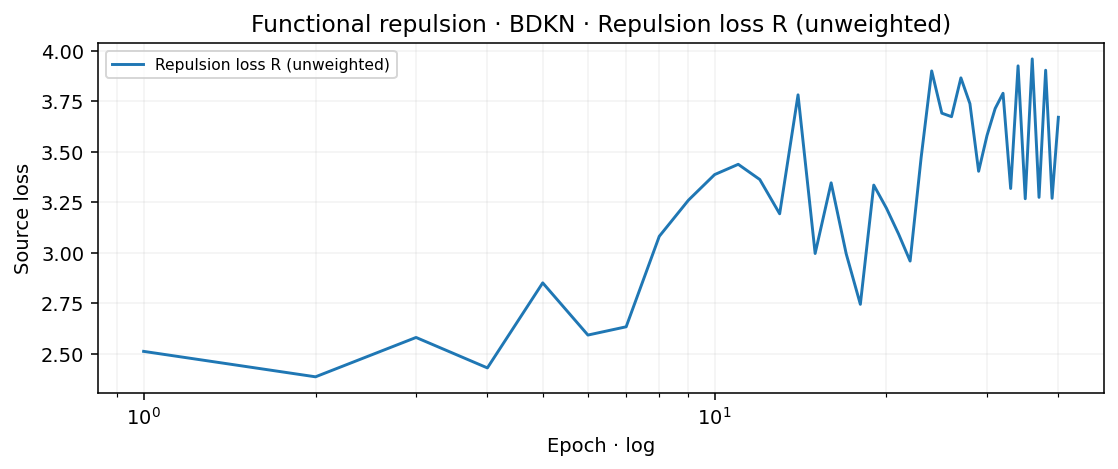 Functional repulsion · BDKN · Repulsion loss R (unweighted)
Repulsion loss R (unweighted)
Source loss
4.00
3.75
3.50
3.25
3.00
2.75
2.50
10⁰
10¹
Epoch · log